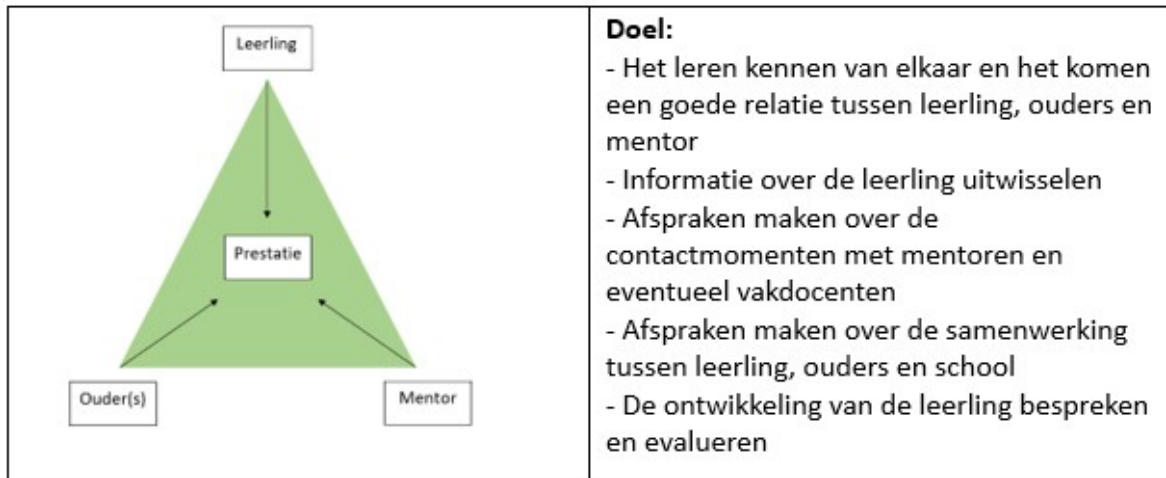 Leerling
Prestatie
Ouder(s)
Mentor
Doel:
- Het leren kennen van elkaar en het komen
een goede relatie tussen leerling, ouders en
mentor
- Informatie over de leerling uitwisselen
- Afspraken maken over de
contactmomenten met mentoren en
eventueel vakdocenten
- Afspraken maken over de samenwerking
tussen leerling, ouders en school
- De ontwikkeling van de leerling bespreken
en evalueren